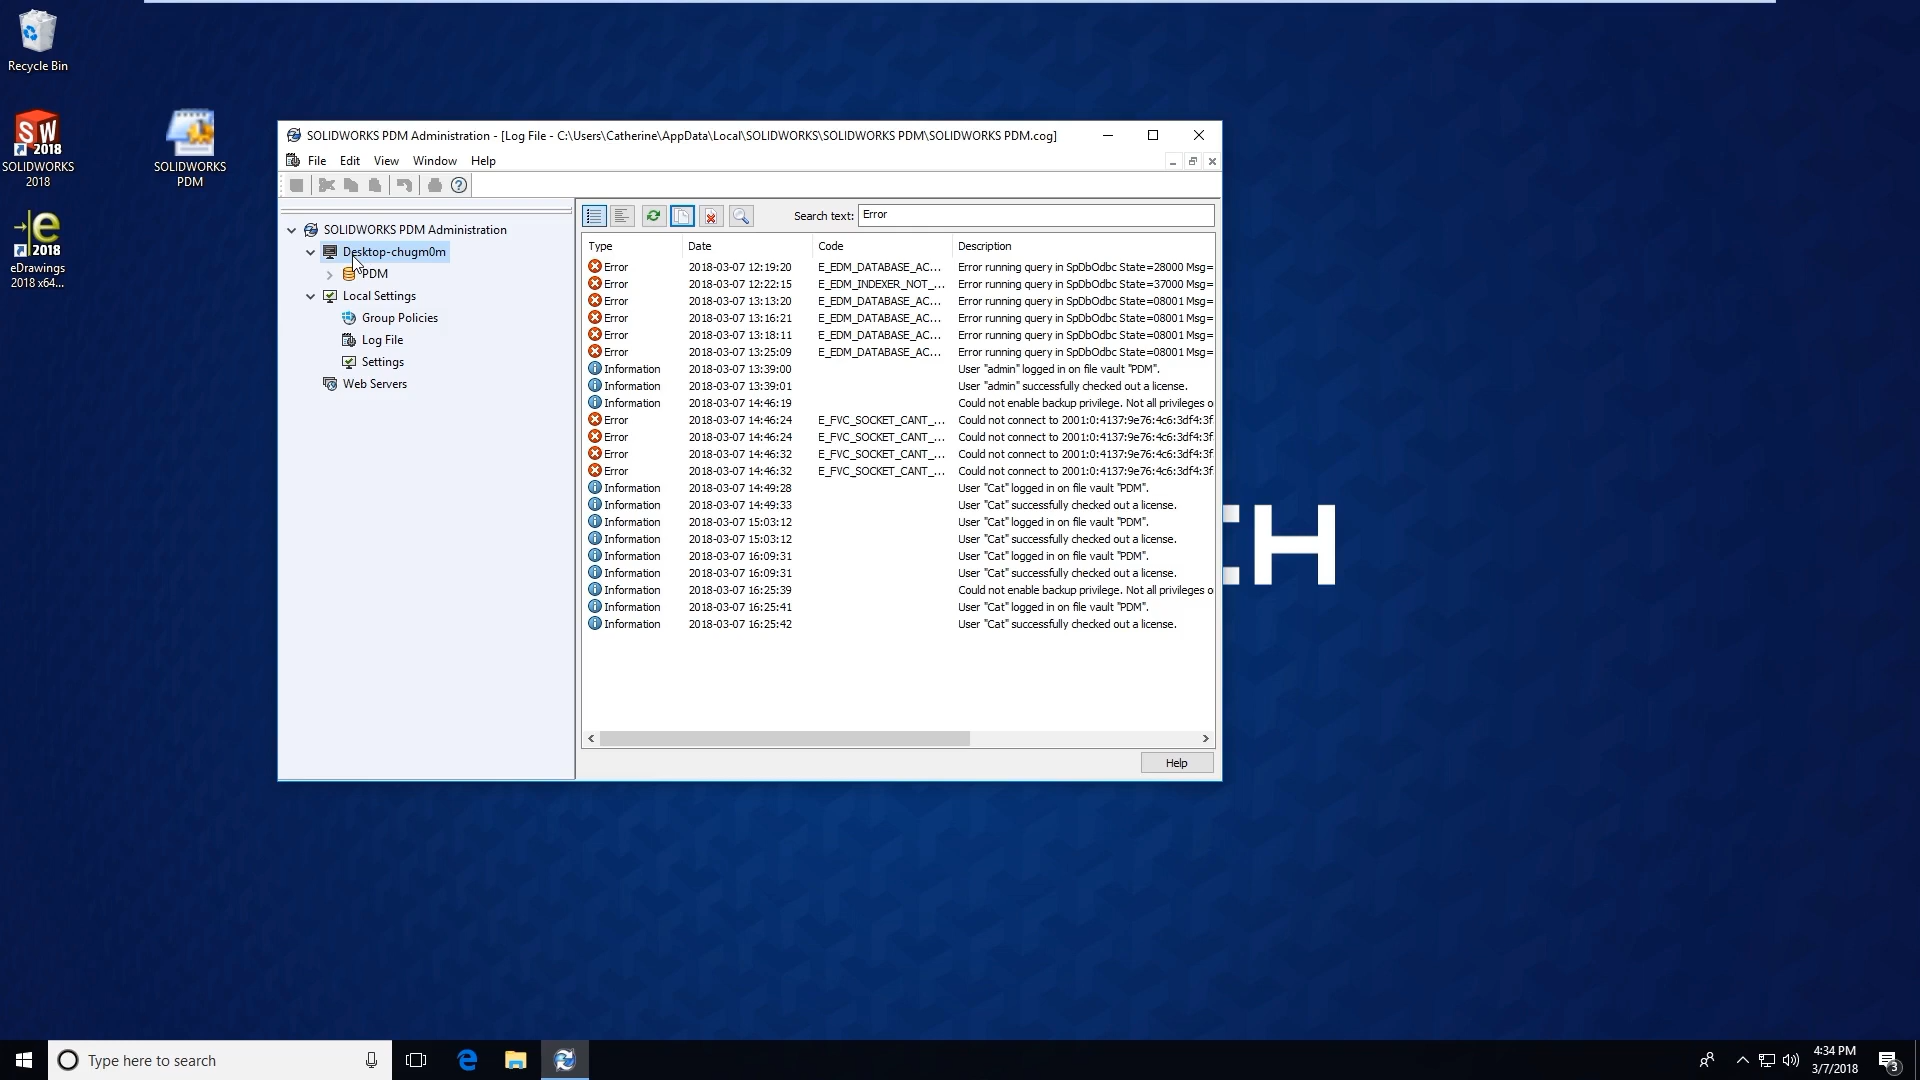 Recycle Bin
SW
2018
SOLIDWORKS
2018
SOLIDWORKS
PDM
e
2018
eDrawings
2018 x64...
SOLIDWORKS PDM Administration - [Log File - C:\Users\Catherine\AppData\Local\SOLIDWORKS\SOLIDWORKS PDM\SOLIDWORKS PDM.cog]
File Edit View Window Help
SOLIDWORKS PDM Administration
Desktop-chugm0m
PDM
Local Settings
Group Policies
Log File
Settings
Web Servers
Search text: Error
Type Date Code Description
Error 2018-03-07 12:19:20 E_EDM_DATABASE_AC... Error running query in SpDbOdbc State=28000 Msg=
Error 2018-03-07 12:22:15 E_EDM_INDEXER_NOT_... Error running query in SpDbOdbc State=37000 Msg=
Error 2018-03-07 13:13:20 E_EDM_DATABASE_AC... Error running query in SpDbOdbc State=08001 Msg=
Error 2018-03-07 13:16:21 E_EDM_DATABASE_AC... Error running query in SpDbOdbc State=08001 Msg=
Error 2018-03-07 13:18:11 E_EDM_DATABASE_AC... Error running query in SpDbOdbc State=08001 Msg=
Error 2018-03-07 13:25:09 E_EDM_DATABASE_AC... Error running query in SpDbOdbc State=08001 Msg=
Information 2018-03-07 13:39:00 User "admin" logged in on file vault "PDM".
Information 2018-03-07 13:39:01 User "admin" successfully checked out a license.
Information 2018-03-07 14:46:19 Could not enable backup privilege. Not all privileges o
Error 2018-03-07 14:46:24 E_FVC_SOCKET_CANT_... Could not connect to 2001:0:4137:9e76:4c6:3df4:3f
Error 2018-03-07 14:46:24 E_FVC_SOCKET_CANT_... Could not connect to 2001:0:4137:9e76:4c6:3df4:3f
Error 2018-03-07 14:46:32 E_FVC_SOCKET_CANT_... Could not connect to 2001:0:4137:9e76:4c6:3df4:3f
Error 2018-03-07 14:46:32 E_FVC_SOCKET_CANT_... Could not connect to 2001:0:4137:9e76:4c6:3df4:3f
Information 2018-03-07 14:49:28 User "Cat" logged in on file vault "PDM".
Information 2018-03-07 14:49:33 User "Cat" successfully checked out a license.
Information 2018-03-07 15:03:12 User "Cat" logged in on file vault "PDM".
Information 2018-03-07 15:03:12 User "Cat" successfully checked out a license.
Information 2018-03-07 16:09:31 User "Cat" logged in on file vault "PDM".
Information 2018-03-07 16:09:31 User "Cat" successfully checked out a license.
Information 2018-03-07 16:25:39 Could not enable backup privilege. Not all privileges o
Information 2018-03-07 16:25:41 User "Cat" logged in on file vault "PDM".
Information 2018-03-07 16:25:42 User "Cat" successfully checked out a license.
Help
CH
Type here to search
4:34 PM
3/7/2018
3